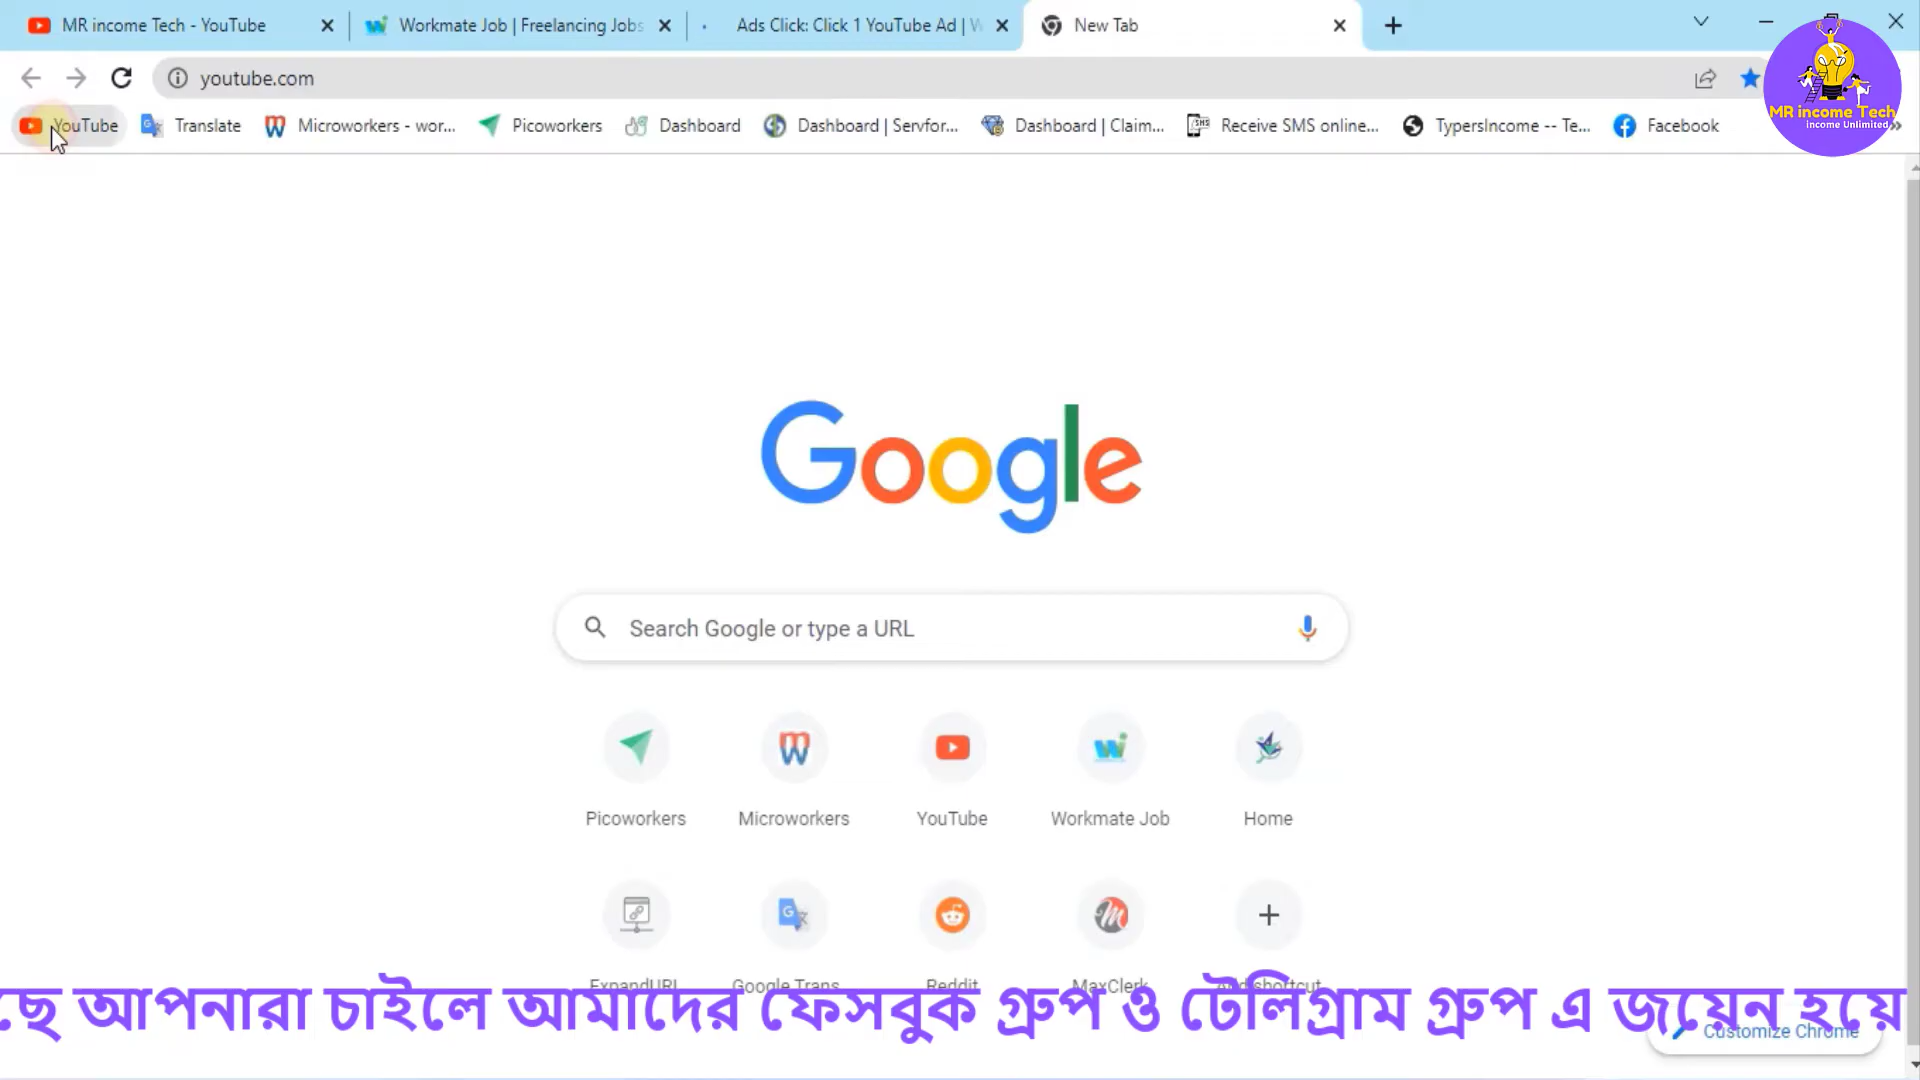 MR income Tech - YouTube
Workmate Job | Freelancing Jobs
Ads Click: Click 1 YouTube Ad | W
New Tab
youtube.com
MR income Tech
Income Unlimited
YouTube
Translate
Microworkers - wor...
Picoworkers
Dashboard
Dashboard | Servfor...
Dashboard | Claim...
Receive SMS online...
TypersIncome -- Te...
Facebook
Google
Search Google or type a URL
Picoworkers
Microworkers
YouTube
Workmate Job
Home
ExpandURL
Google Trans...
Reddit
MaxClerk
Add shortcut
ছে আপনারা চাইলে আমাদের ফেসবুক গ্রুপ ও টেলিগ্রাম গ্রুপ এ জয়েন হয়ে
Customize Chrome